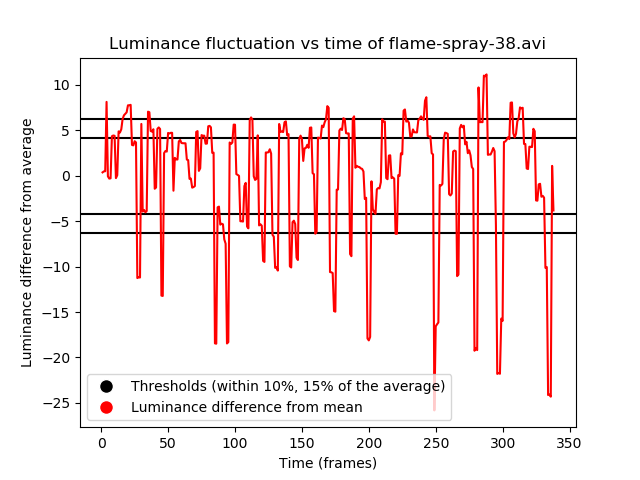 Luminance fluctuation vs time of flame-spray-38.avi
Luminance difference from average
10
5
0
−5
−10
−15
−20
−25
Thresholds (within 10%, 15% of the average)
Luminance difference from mean
0 50 100 150 200 250 300 350
Time (frames)